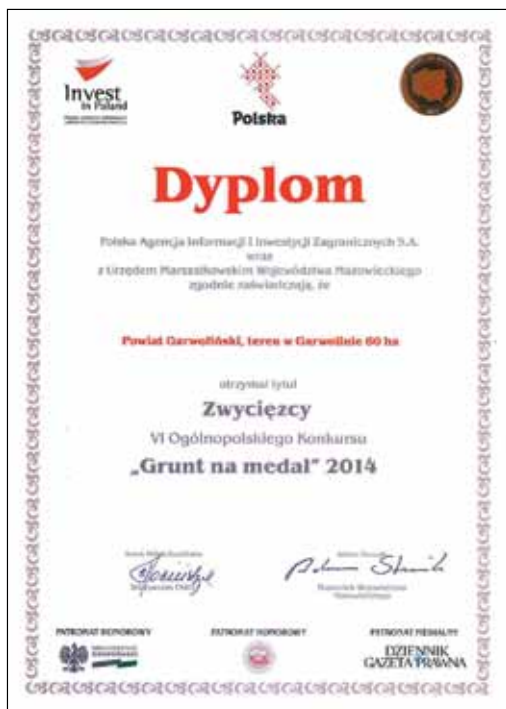 Invest
in Poland
Polska
Dyplom
Polska Agencja Informacji i Inwestycji Zagranicznych S.A.
wraz
z Urzędem Marszałkowskim Województwa Mazowieckiego
zgodnie zaświadczają, że
Powiat Garwoliński, teren w Garwolinie 60 ha
otrzymał tytuł
Zwycięzcy
VI Ogólnopolskiego Konkursu
„Grunt na medal" 2014
PATRONAT HONOROWY
PATRONAT HONOROWY
PATRONAT MEDIALNY
DZIENNIK
GAZETA PRAWNA